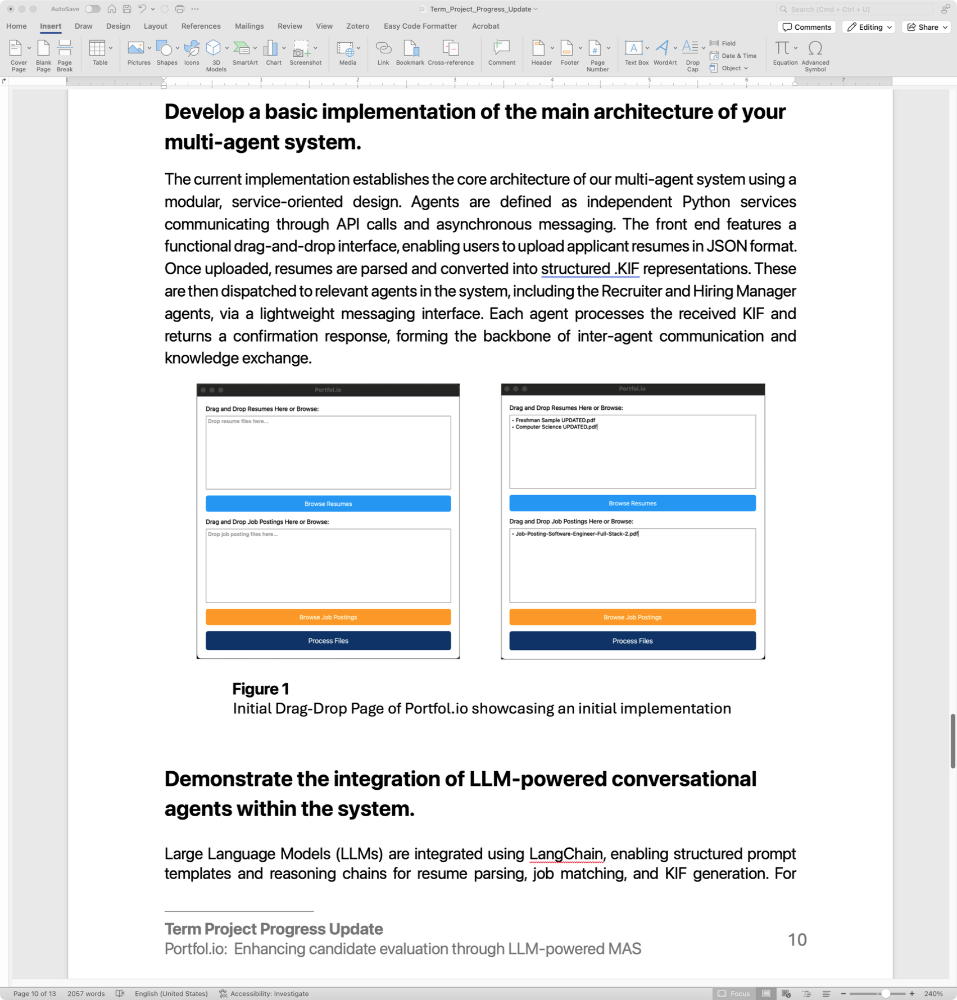 AutoSave
Term_Project_Progress_Update
Search (Cmd + Ctrl + U)
Home Insert Draw Design Layout References Mailings Review View Zotero Easy Code Formatter Acrobat
Comments Editing Share
Cover Page
Blank Page
Page Break
Table
Pictures
Shapes
Icons
3D Models
SmartArt
Chart
Screenshot
Media
Link
Bookmark
Cross-reference
Comment
Header
Footer
Page Number
Text Box
WordArt
Drop Cap
Field
Date & Time
Object
Equation
Advanced Symbol
1 1 2 3 4 5 6 7
Develop a basic implementation of the main architecture of your
multi-agent system.
The current implementation establishes the core architecture of our multi-agent system using a
modular, service-oriented design. Agents are defined as independent Python services
communicating through API calls and asynchronous messaging. The front end features a
functional drag-and-drop interface, enabling users to upload applicant resumes in JSON format.
Once uploaded, resumes are parsed and converted into structured .KIF representations. These
are then dispatched to relevant agents in the system, including the Recruiter and Hiring Manager
agents, via a lightweight messaging interface. Each agent processes the received KIF and
returns a confirmation response, forming the backbone of inter-agent communication and
knowledge exchange.
Portfol.io
Drag and Drop Resumes Here or Browse:
Drop resume files here...
Browse Resumes
Drag and Drop Job Postings Here or Browse:
Drop job posting files here...
Browse Job Postings
Process Files
Portfol.io
Drag and Drop Resumes Here or Browse:
• Freshman Sample UPDATED.pdf
• Computer Science UPDATED.pdf
Browse Resumes
Drag and Drop Job Postings Here or Browse:
• Job-Posting-Software-Engineer-Full-Stack-2.pdf
Browse Job Postings
Process Files
Figure 1
Initial Drag-Drop Page of Portfol.io showcasing an initial implementation
Demonstrate the integration of LLM-powered conversational
agents within the system.
Large Language Models (LLMs) are integrated using LangChain, enabling structured prompt
templates and reasoning chains for resume parsing, job matching, and KIF generation. For
Term Project Progress Update
Portfol.io: Enhancing candidate evaluation through LLM-powered MAS
10
Page 10 of 13 2057 words English (United States) Accessibility: Investigate Focus 240%